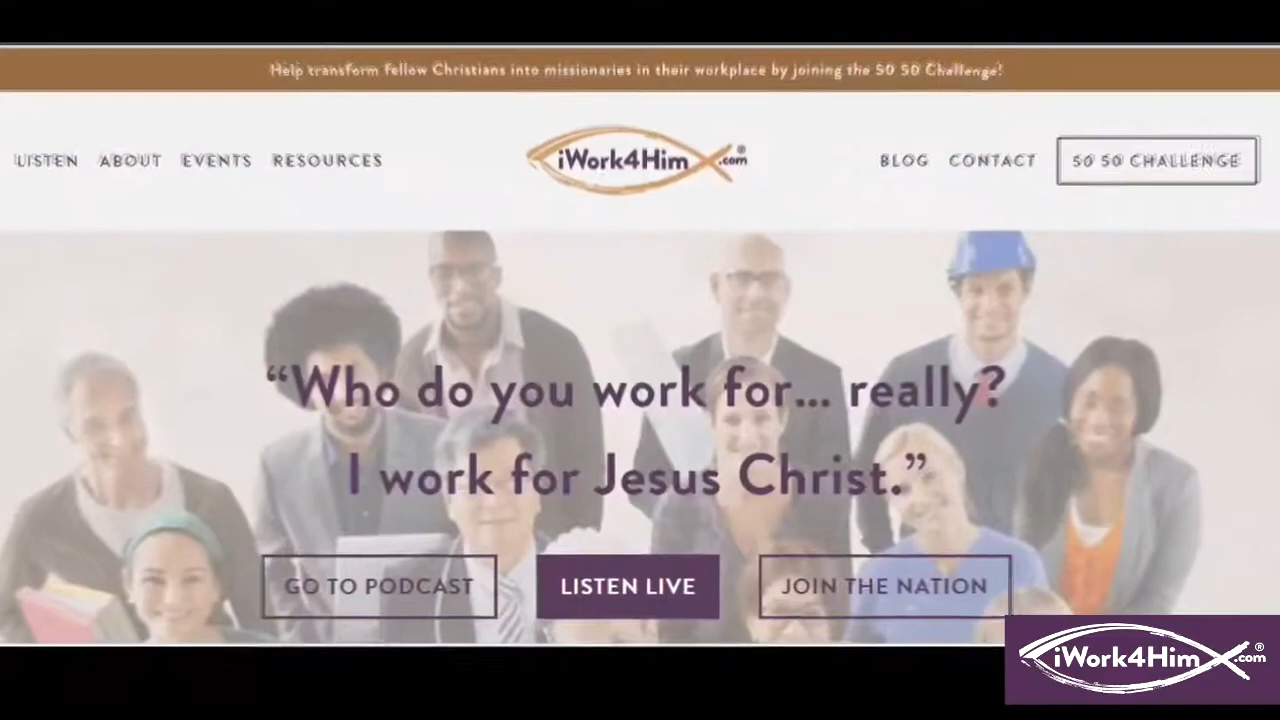 Help transform fellow Christians into missionaries in their workplace by joining the 50 50 Challenge!
LISTEN ABOUT EVENTS RESOURCES
iWork4Him.com®
BLOG CONTACT 50 50 CHALLENGE
“Who do you work for... really?
I work for Jesus Christ.”
GO TO PODCAST
LISTEN LIVE
JOIN THE NATION
iWork4Him.com®